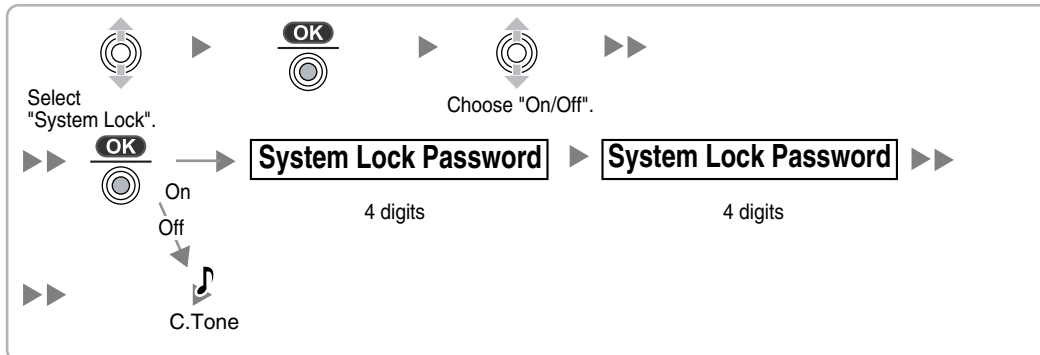 OK
Choose "On/Off".
Select
"System Lock".
OK
On
Off
System Lock Password
System Lock Password
4 digits
4 digits
C.Tone